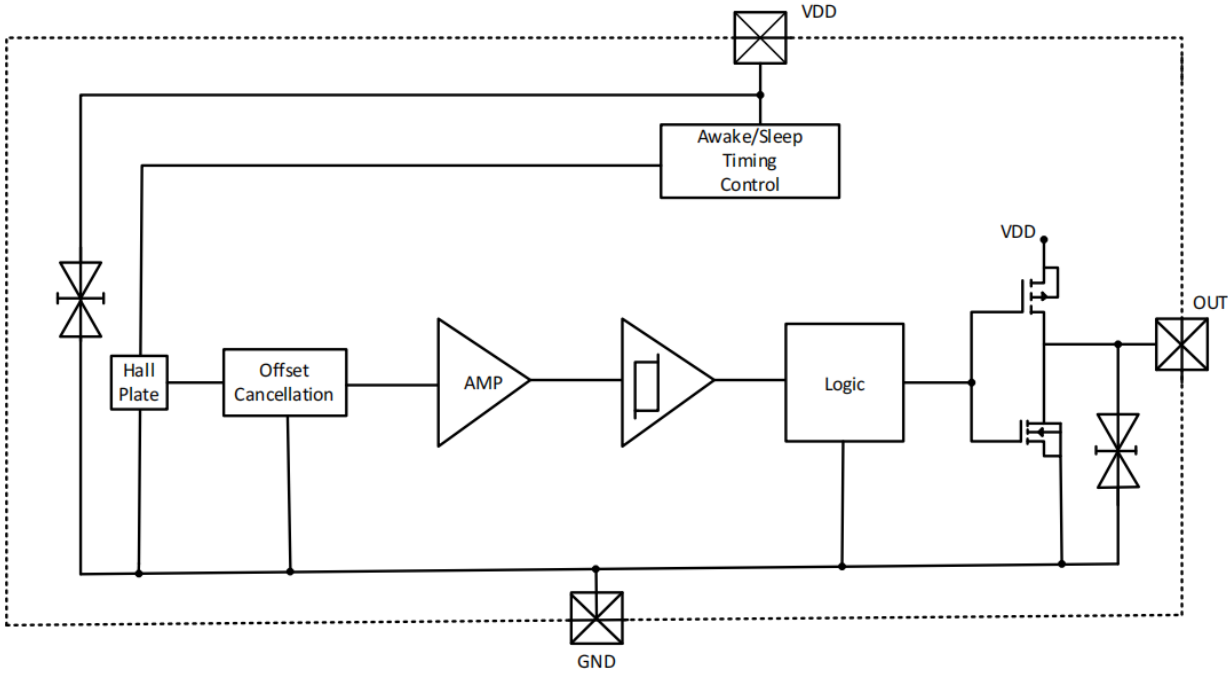 VDD
Awake/Sleep
Timing
Control
VDD
OUT
Hall
Plate
Offset
Cancellation
AMP
Logic
GND